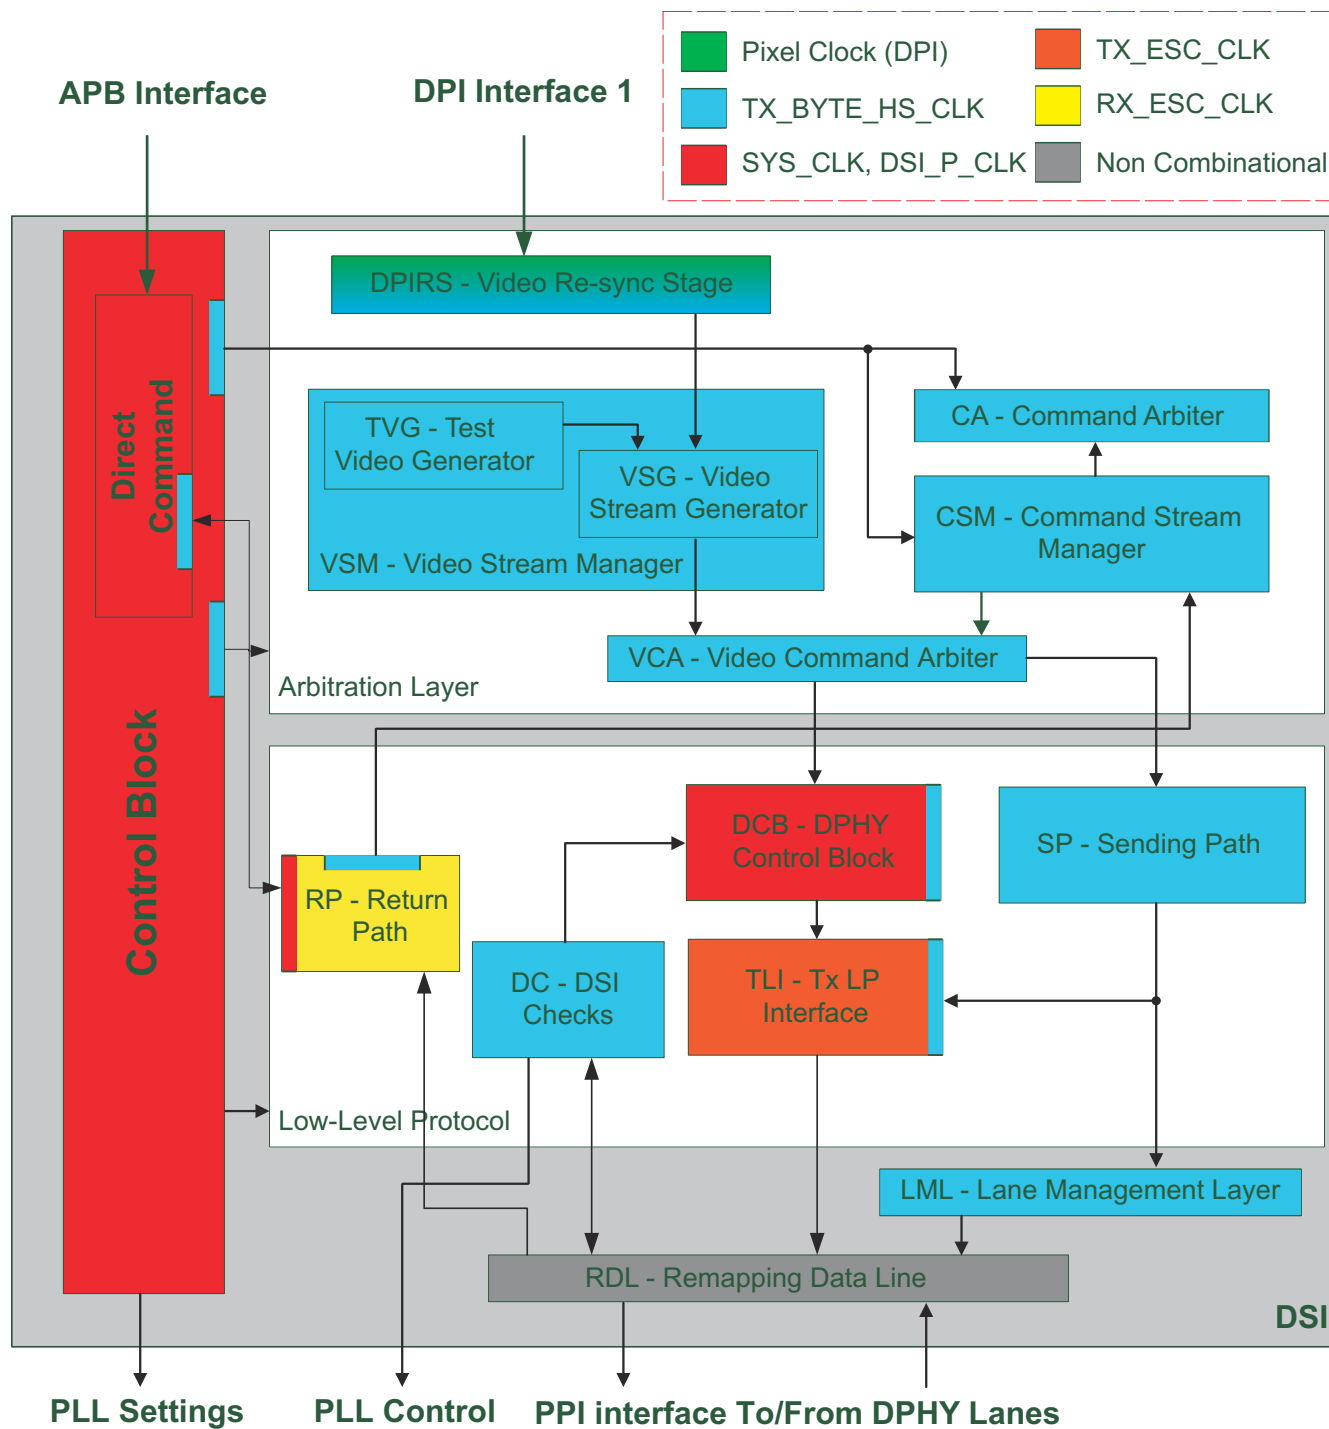 Pixel Clock (DPI)
TX_ESC_CLK
APB Interface
DPI Interface 1
TX_BYTE_HS_CLK
RX_ESC_CLK
SYS_CLK, DSI_P_CLK
Non Combinational
DPIRS - Video Re-sync Stage
Direct
Command
TVG - Test
Video Generator
CA - Command Arbiter
VSG - Video
Stream Generator
CSM - Command Stream
Manager
VSM - Video Stream Manager
VCA - Video Command Arbiter
Arbitration Layer
Control Block
DCB - DPHY
Control Block
SP - Sending Path
RP - Return
Path
DC - DSI
Checks
TLI - Tx LP
Interface
Low-Level Protocol
LML - Lane Management Layer
RDL - Remapping Data Line
DSI
PLL Settings
PLL Control
PPI interface To/From DPHY Lanes